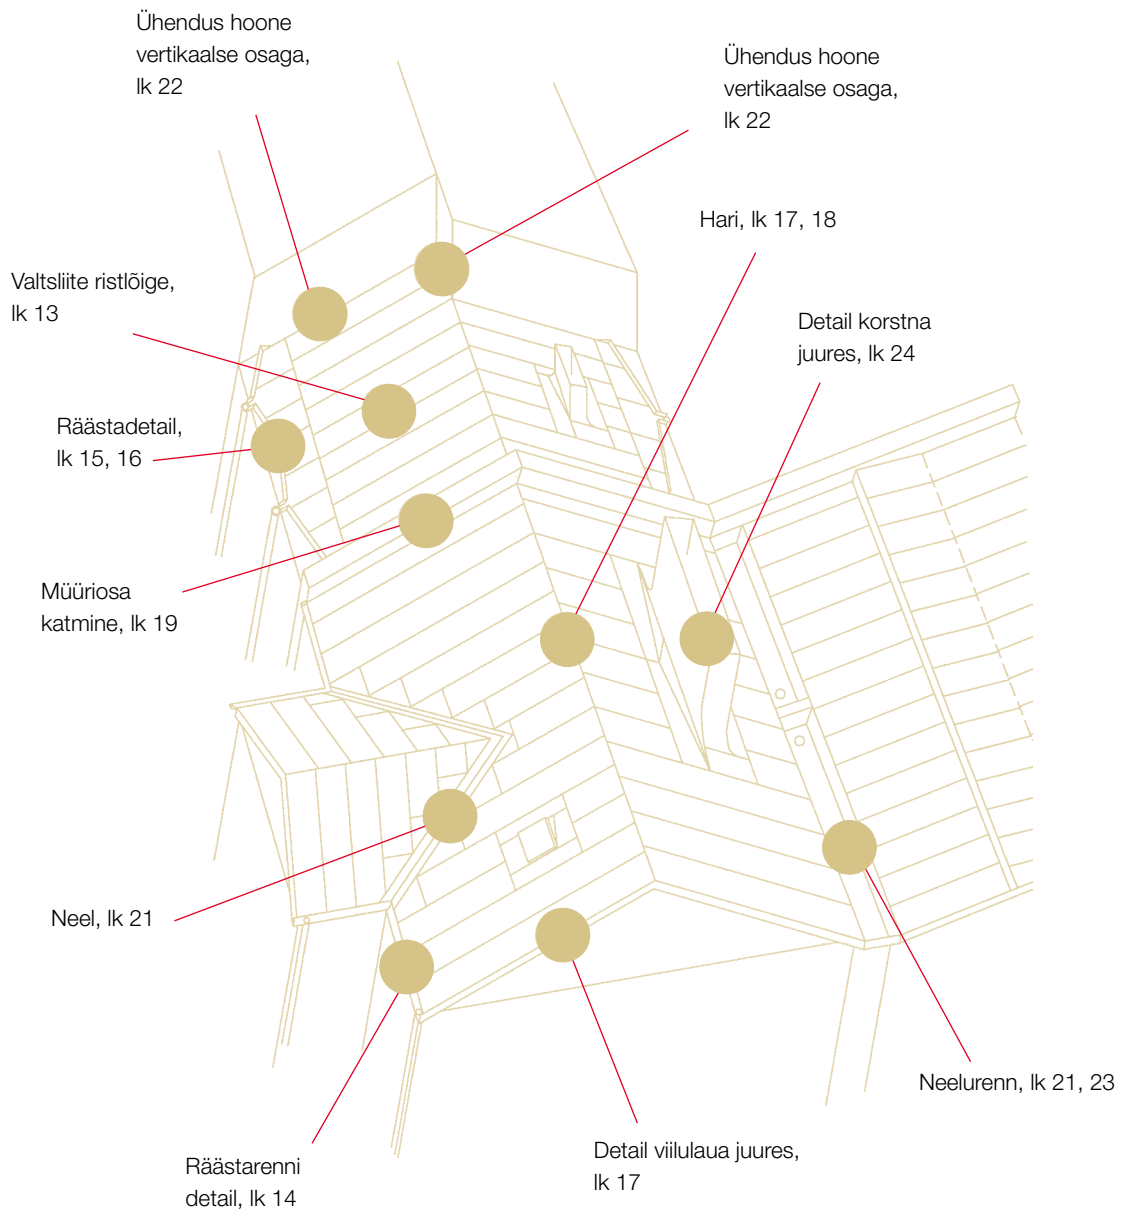 Ühendus hoone
vertikaalse osaga,
lk 22
Ühendus hoone
vertikaalse osaga,
lk 22
Hari, lk 17, 18
Valtsliite ristlõige,
lk 13
Detail korstna
juures, lk 24
Räästadetail,
lk 15, 16
Müüriosa
katmine, lk 19
Neel, lk 21
Neelurenn, lk 21, 23
Detail viilulaua juures,
lk 17
Räästarenni
detail, lk 14